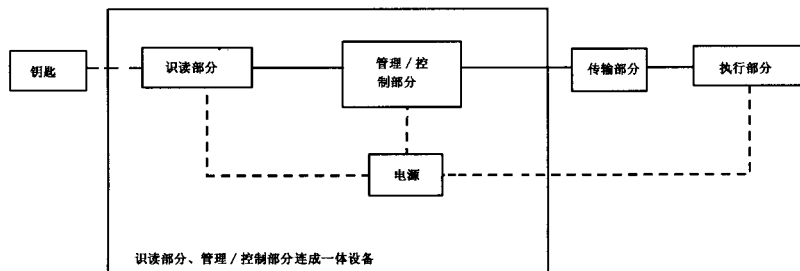 钥匙
识读部分
管理/控
制部分
传输部分
执行部分
电源
识读部分、管理/控制部分连成一体设备